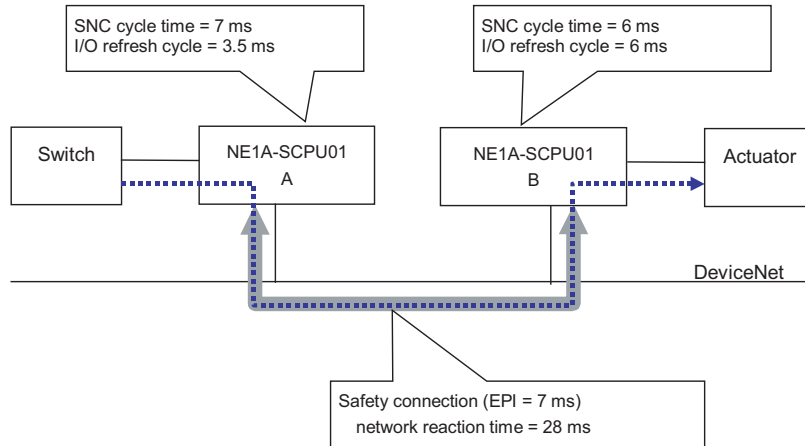 SNC cycle time = 7 ms
I/O refresh cycle = 3.5 ms
SNC cycle time = 6 ms
I/O refresh cycle = 6 ms
Switch
NE1A-SCPU01
A
NE1A-SCPU01
B
Actuator
DeviceNet
Safety connection (EPI = 7 ms)
network reaction time = 28 ms